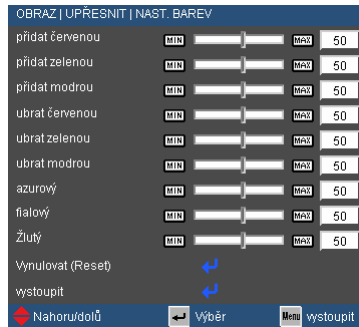 OBRAZ | UPŘESNIT | NAST. BAREV
přidat červenou MIN MAX 50
přidat zelenou MIN MAX 50
přidat modrou MIN MAX 50
ubrat červenou MIN MAX 50
ubrat zelenou MIN MAX 50
ubrat modrou MIN MAX 50
azurový MIN MAX 50
fialový MIN MAX 50
Žlutý MIN MAX 50
Vynulovat (Reset)
vystoupit
Nahoru/dolů Výběr Menu vystoupit